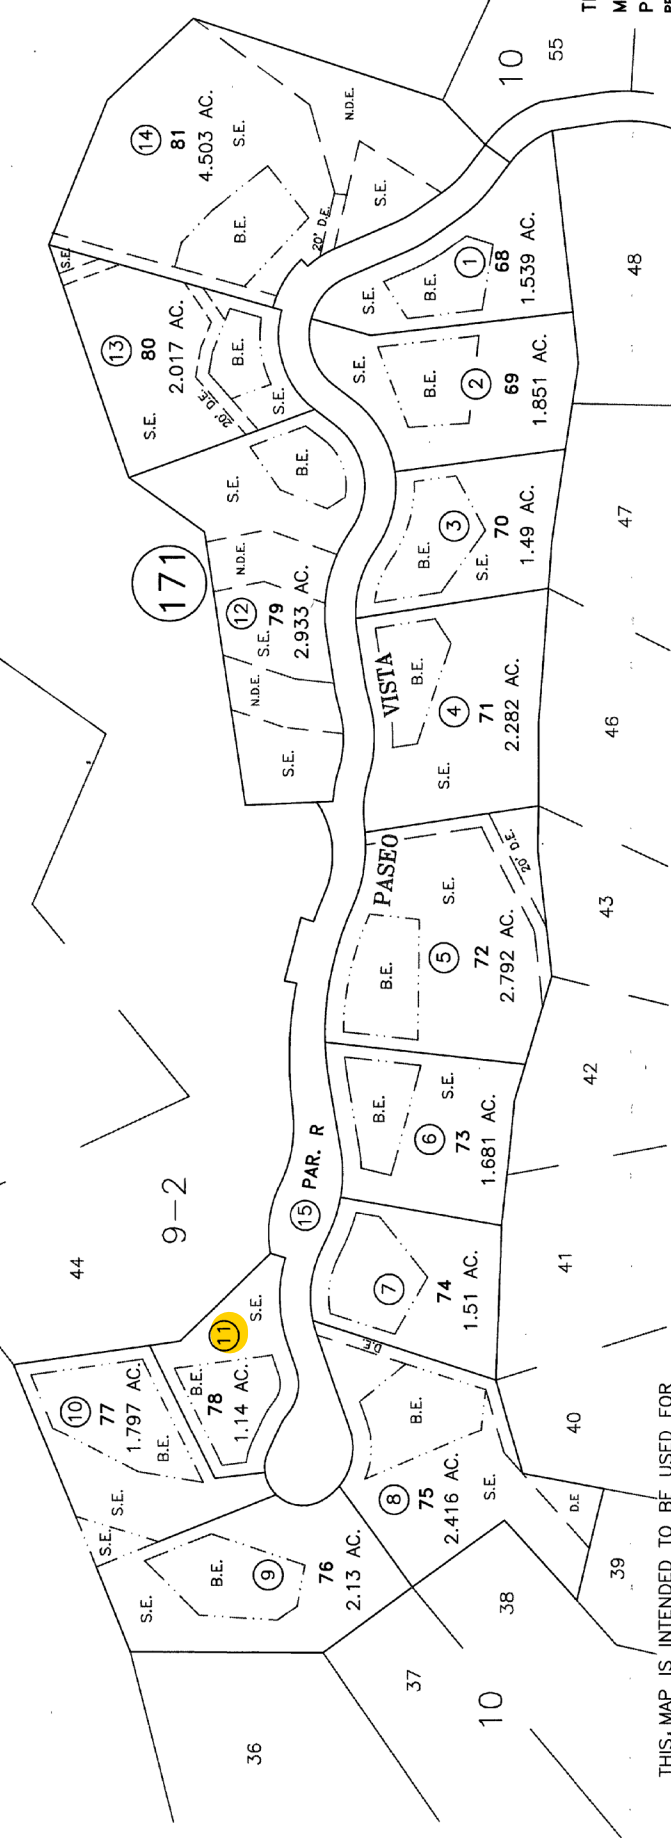 14
81
4.503 AC.
S.E.
N.D.E.
B.E.
20' D.E.
S.E.
S.E.
10
55
13
80
2.017 AC.
20' D.E.
B.E.
S.E.
S.E.
1
68
1.539 AC.
B.E.
S.E.
48
2
69
1.851 AC.
B.E.
S.E.
171
12
79
2.933 AC.
S.E.
N.D.E.
N.D.E.
S.E.
S.E.
B.E.
3
70
1.49 AC.
B.E.
S.E.
47
4
71
2.282 AC.
B.E.
S.E.
46
PASEO VISTA
5
72
2.792 AC.
B.E.
S.E.
20' D.E.
43
6
73
1.681 AC.
B.E.
S.E.
42
15 PAR. R
9-2
44
7
74
1.51 AC.
41
11
78
1.14 AC.
B.E.
S.E.
10
77
1.797 AC.
B.E.
S.E.
S.E.
8
75
2.416 AC.
B.E.
S.E.
D.E.
D.E
40
39
9
76
2.13 AC.
B.E.
S.E.
38
37
10
36
THIS MAP IS INTENDED TO BE USED FOR